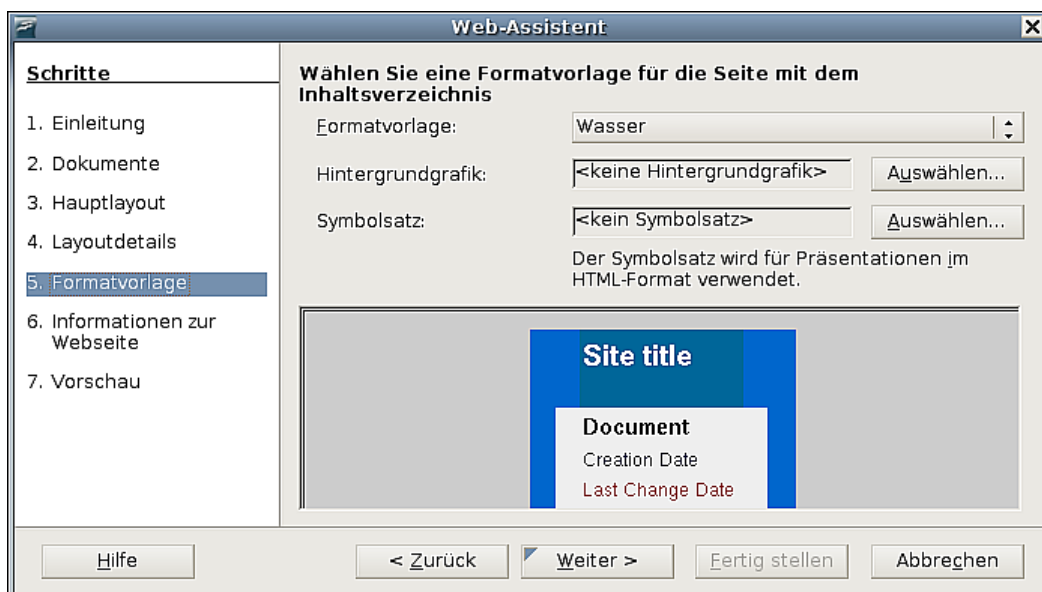 Web-Assistent
Schritte
1. Einleitung
2. Dokumente
3. Hauptlayout
4. Layoutdetails
5. Formatvorlage
6. Informationen zur
Webseite
7. Vorschau
Wählen Sie eine Formatvorlage für die Seite mit dem
Inhaltsverzeichnis
Formatvorlage: Wasser
Hintergrundgrafik: <keine Hintergrundgrafik> Auswählen...
Symbolsatz: <kein Symbolsatz> Auswählen...
Der Symbolsatz wird für Präsentationen im
HTML-Format verwendet.
Site title
Document
Creation Date
Last Change Date
Hilfe < Zurück Weiter > Fertig stellen Abbrechen